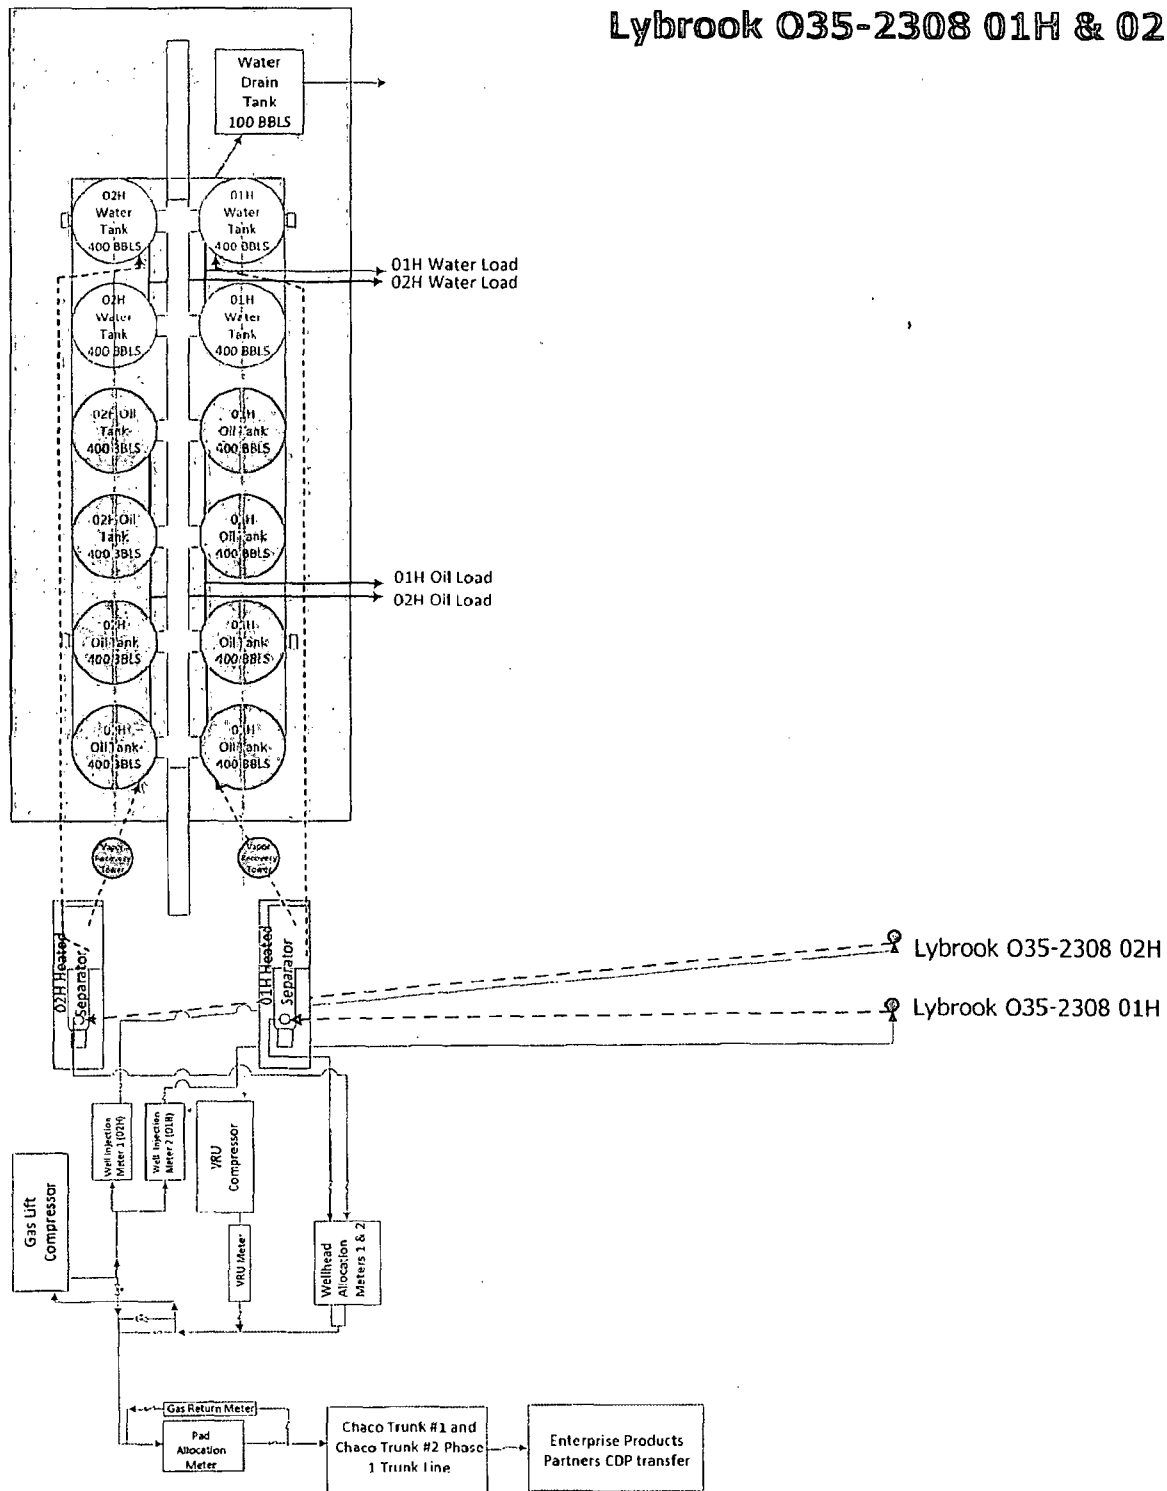 Lybrook O35-2308 01H & 02
Water
Drain
Tank
100 BBLS
02H
Water
Tank
400 BBLS
01H
Water
Tank
400 BBLS
01H Water Load
02H Water Load
02H
Water
Tank
400 BBLS
01H
Water
Tank
400 BBLS
02H Oil
Tank
400 BBLS
01H
Oil Tank
400 BBLS
02H Oil
Tank
400 BBLS
01H
Oil Tank
400 BBLS
01H Oil Load
02H Oil Load
Oil Tank
400 BBLS
01H
Oil Tank
400 BBLS
Oil Tank
400 BBLS
01H
Oil Tank
400 BBLS
Vapor
Recovery
Tower
Vapor
Recovery
Tower
02H Heated
Separator
01H Heated
Separator
Lybrook O35-2308 02H
Lybrook O35-2308 01H
Well Injection
Meter 1 (02H)
Well Injection
Meter 2 (01H)
VRU
Compressor
Gas Lift
Compressor
VRU Meter
Wellhead
Allocation
Meters 1 & 2
Gas Return Meter
Pad
Allocation
Meter
Chaco Trunk #1 and
Chaco Trunk #2 Phase
1 Trunk Line
Enterprise Products
Partners CDP transfer